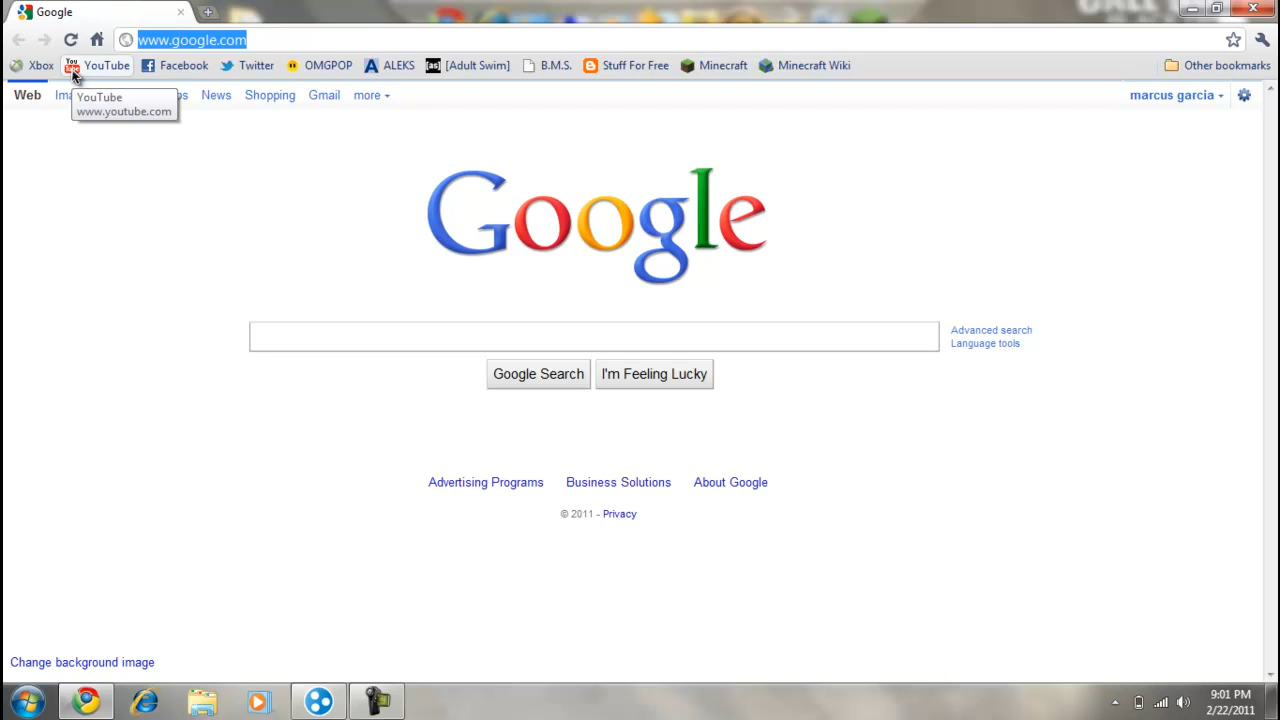 Google
www.google.com
Xbox YouTube Facebook Twitter OMGPOP ALEKS [Adult Swim] B.M.S. Stuff For Free Minecraft Minecraft Wiki Other bookmarks
Web News Shopping Gmail more marcus garcia
YouTube
www.youtube.com
Google
Advanced search
Language tools
Google Search I'm Feeling Lucky
Advertising Programs Business Solutions About Google
© 2011 - Privacy
Change background image
9:01 PM
2/22/2011